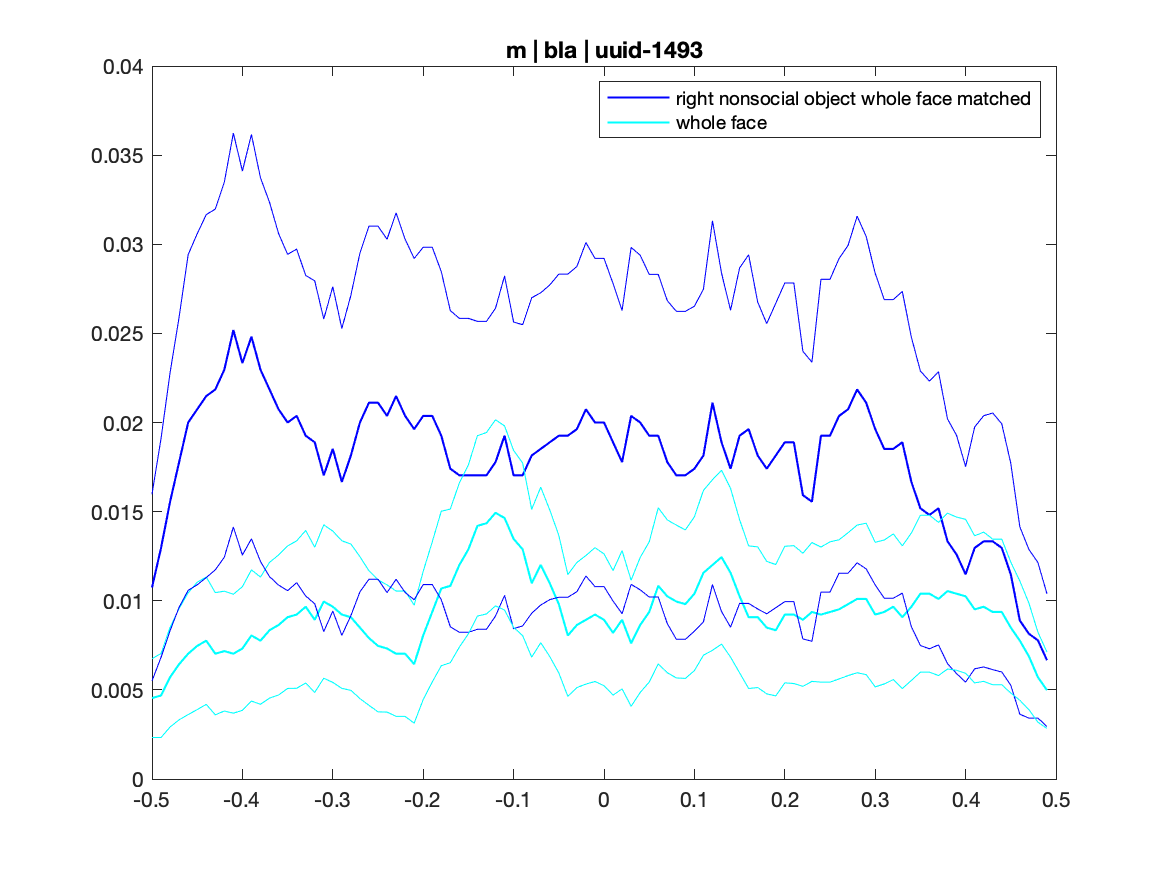 m | bla | uuid-1493
right nonsocial object whole face matched
whole face
0.04
0.035
0.03
0.025
0.02
0.015
0.01
0.005
0
-0.5 -0.4 -0.3 -0.2 -0.1 0 0.1 0.2 0.3 0.4 0.5